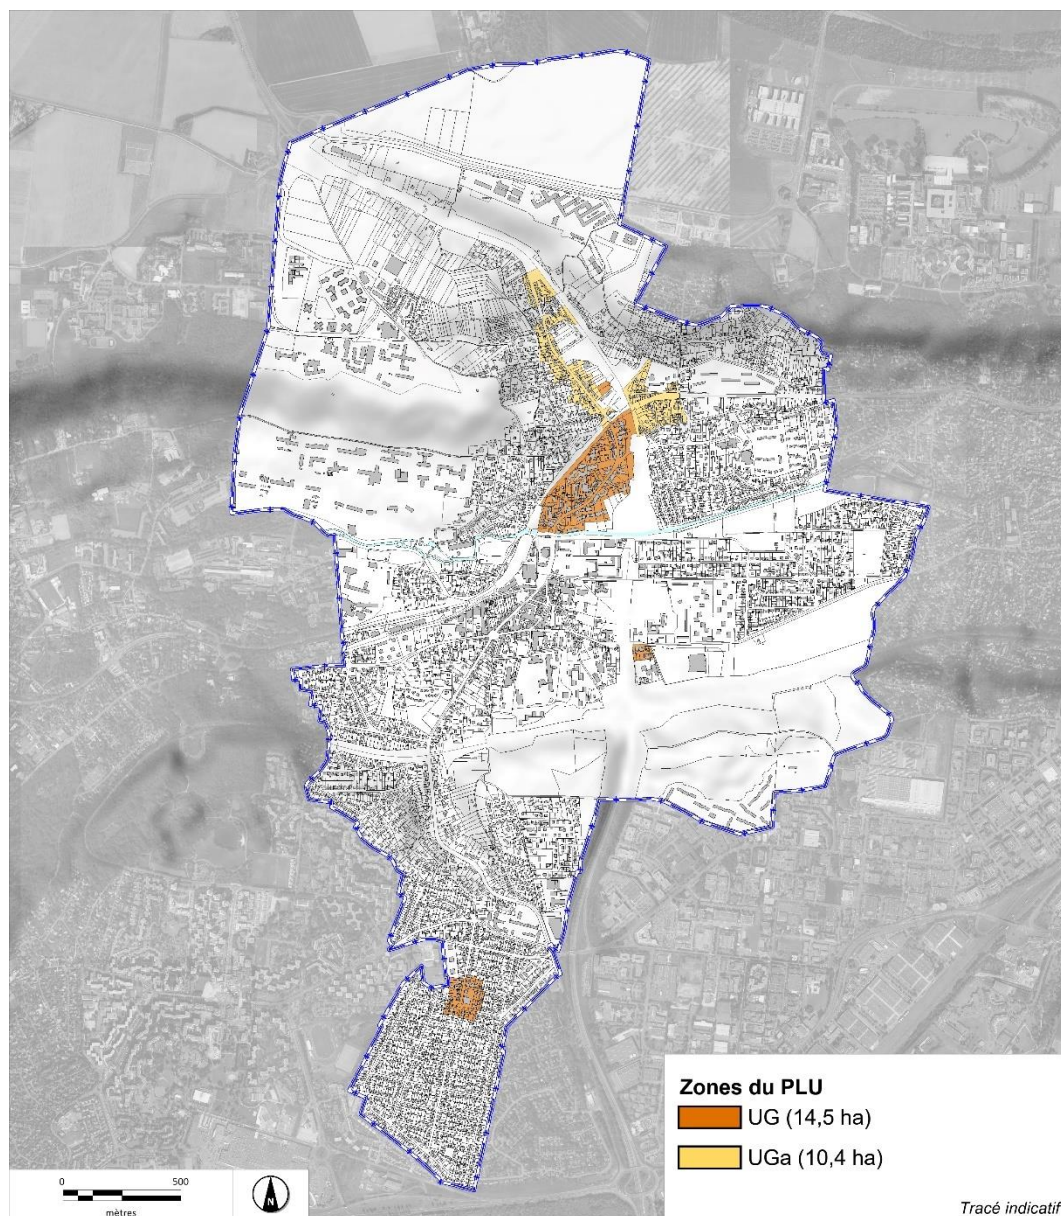 Zones du PLU
UG (14,5 ha)
UGa (10,4 ha)
0 500
mètres
N
Tracé indicatif